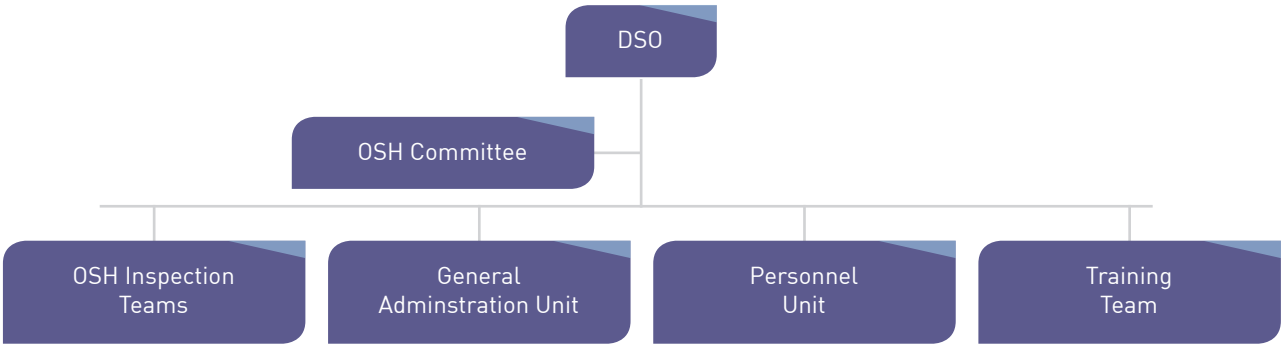 DSO
OSH Committee
OSH Inspection
Teams
General
Adminstration Unit
Personnel
Unit
Training
Team